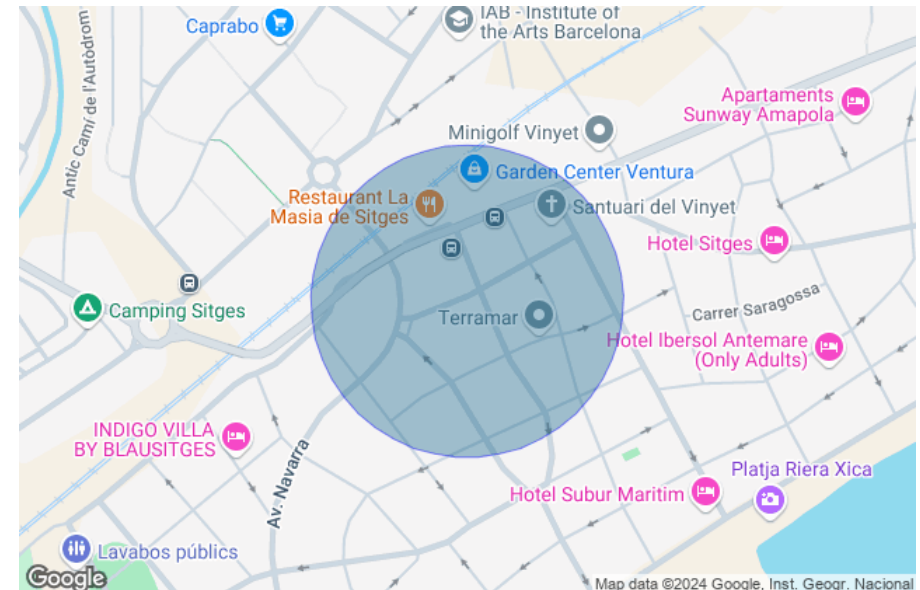 IAB - Institute of
the Arts Barcelona
Caprabo
Antic Camí de l'Autòdrom
Apartaments
Sunway Amapola
Minigolf Vinyet
Garden Center Ventura
Restaurant La
Masia de Sitges
Santuari del Vinyet
Hotel Sitges
Camping Sitges
Terramar
Carrer Saragossa
Hotel Ibersol Antemare
(Only Adults)
INDIGO VILLA
BY BLAUSITGES
Av. Navarra
Platja Riera Xica
Hotel Subur Maritim
Lavabos públics
Google
Map data ©2024 Google, Inst. Geogr. Nacional